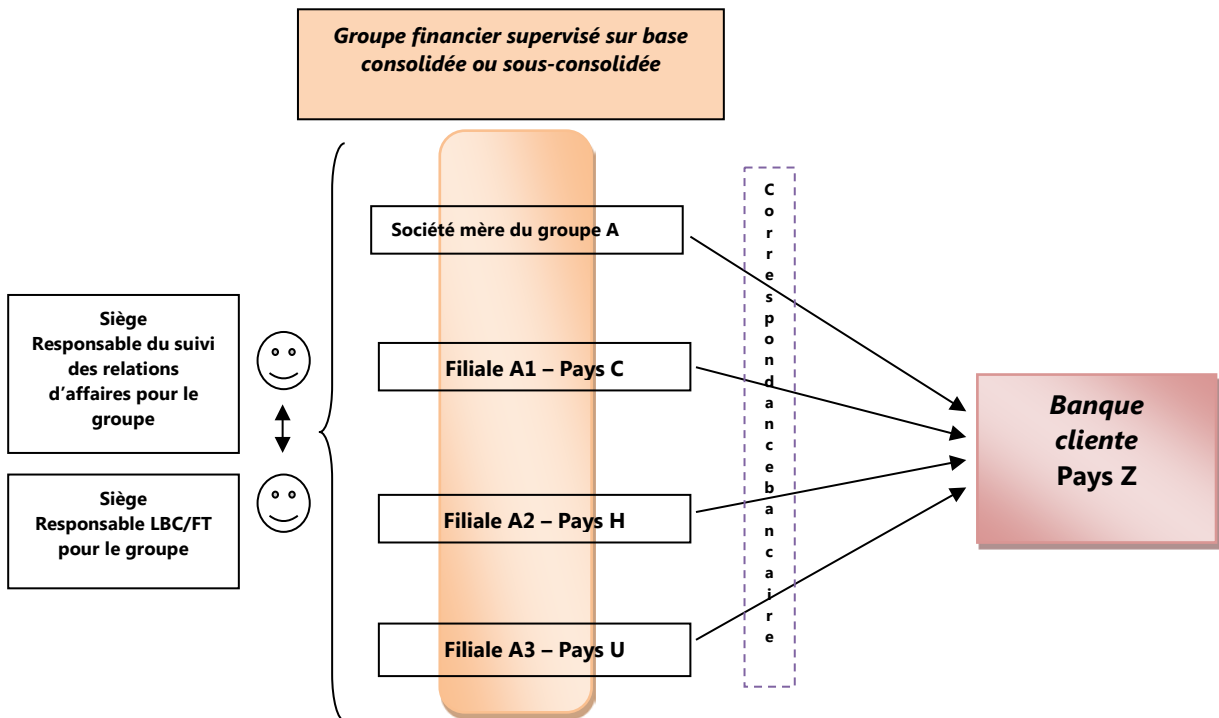 Groupe financier supervisé sur base
consolidée ou sous-consolidée
Société mère du groupe A
Siège
Responsable du suivi
des relations
d’affaires pour le
groupe
Siège
Responsable LBC/FT
pour le groupe
Filiale A1 – Pays C
Filiale A2 – Pays H
Filiale A3 – Pays U
Correspondancebancaire
Banque
cliente
Pays Z